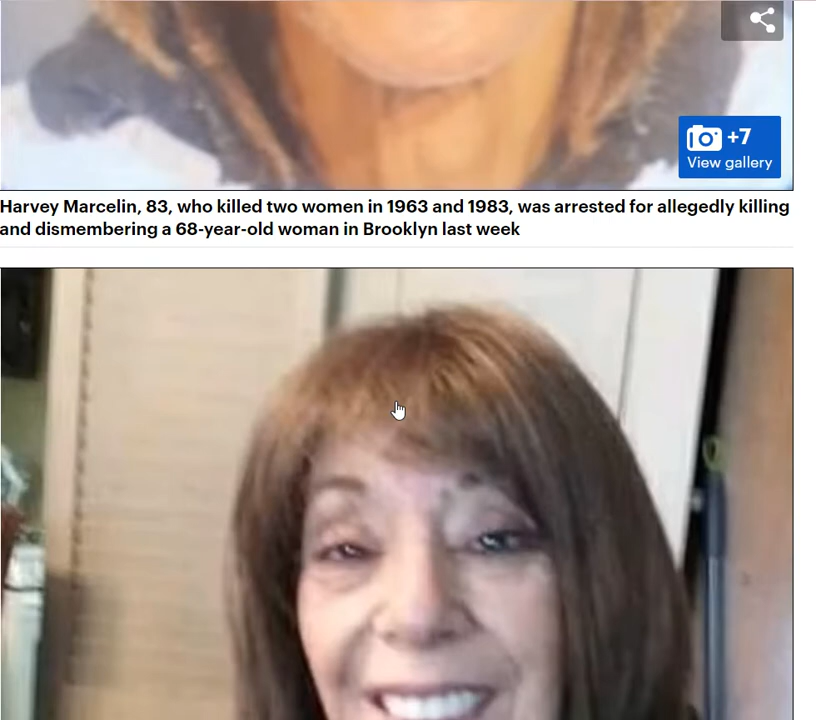 +7
View gallery
Harvey Marcelin, 83, who killed two women in 1963 and 1983, was arrested for allegedly killing
and dismembering a 68-year-old woman in Brooklyn last week